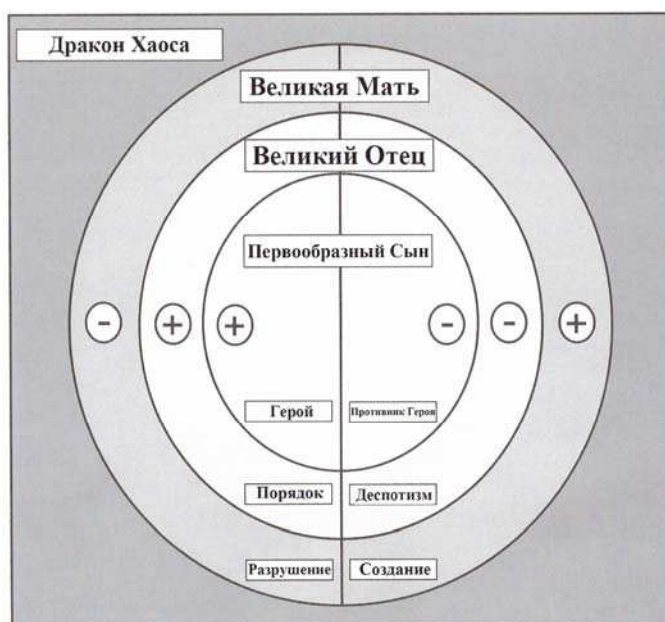 Дракон Хаоса
Великая Мать
Великий Отец
Первообразный Сын
- + + - - +
Герой Противник Героя
Порядок Деспотизм
Разрушение Создание